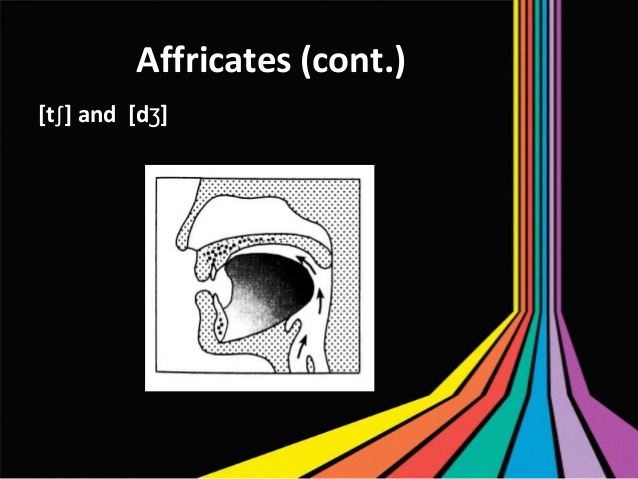 Affricates (cont.)
[tʃ] and [dʒ]